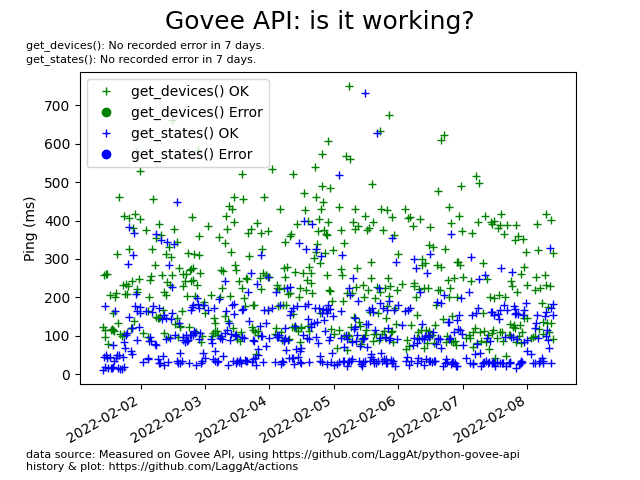 Govee API: is it working?
get_devices(): No recorded error in 7 days.
get_states(): No recorded error in 7 days.
get_devices() OK
get_devices() Error
get_states() OK
get_states() Error
Ping (ms)
700
600
500
400
300
200
100
0
2022-02-02
2022-02-03
2022-02-04
2022-02-05
2022-02-06
2022-02-07
2022-02-08
data source: Measured on Govee API, using https://github.com/LaggAt/python-govee-api
history & plot: https://github.com/LaggAt/actions